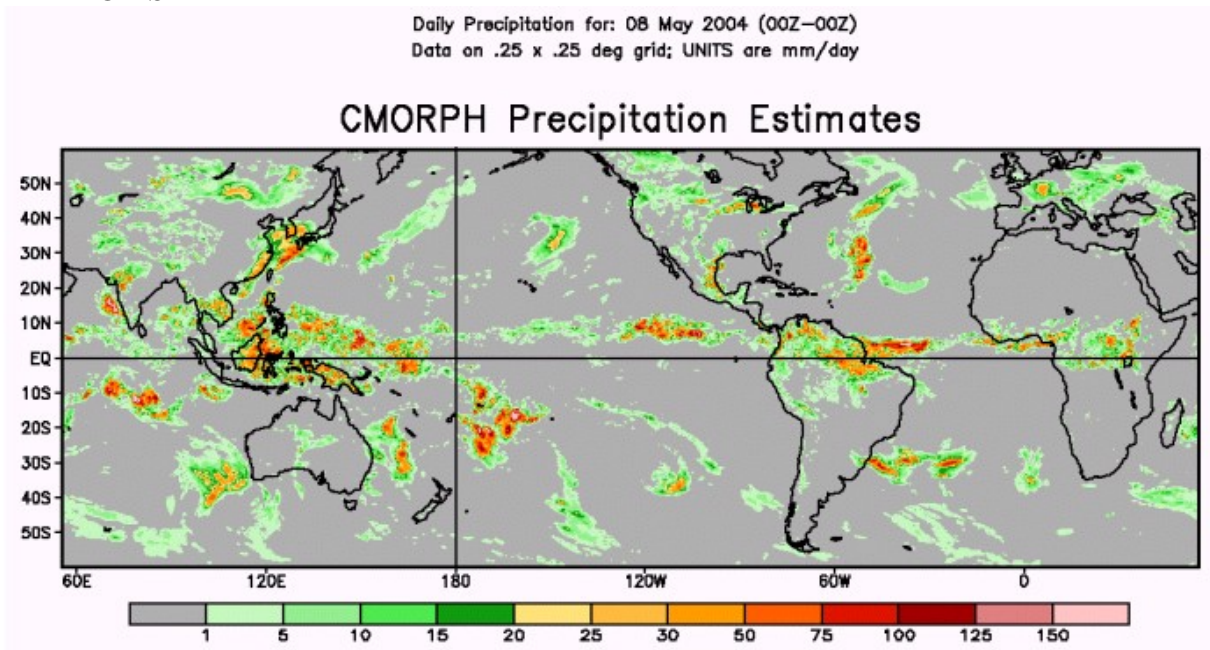 Daily Precipitation for: 08 May 2004 (00Z-00Z)
Data on .25 x .25 deg grid; UNITS are mm/day
CMORPH Precipitation Estimates
50N
40N
30N
20N
10N
EQ
10S
20S
30S
40S
50S
60E 120E 180 120W 60W 0
1 5 10 15 20 25 30 50 75 100 125 150